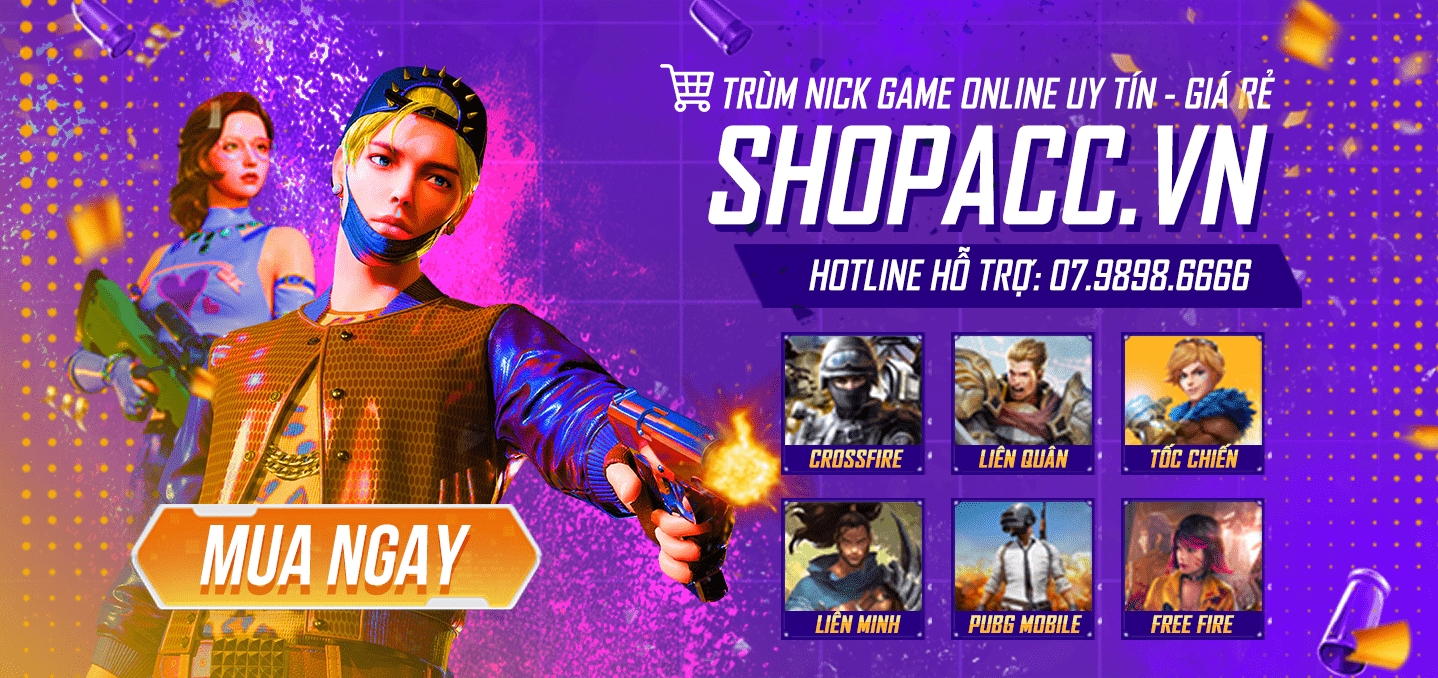 TRÙM NICK GAME ONLINE UY TÍN - GIÁ RẺ
SHOPACC.VN
HOTLINE HỖ TRỢ: 07.9898.6666
CROSSFIRE
LIÊN QUÂN
TỐC CHIẾN
LIÊN MINH
PUBG MOBILE
FREE FIRE
MUA NGAY